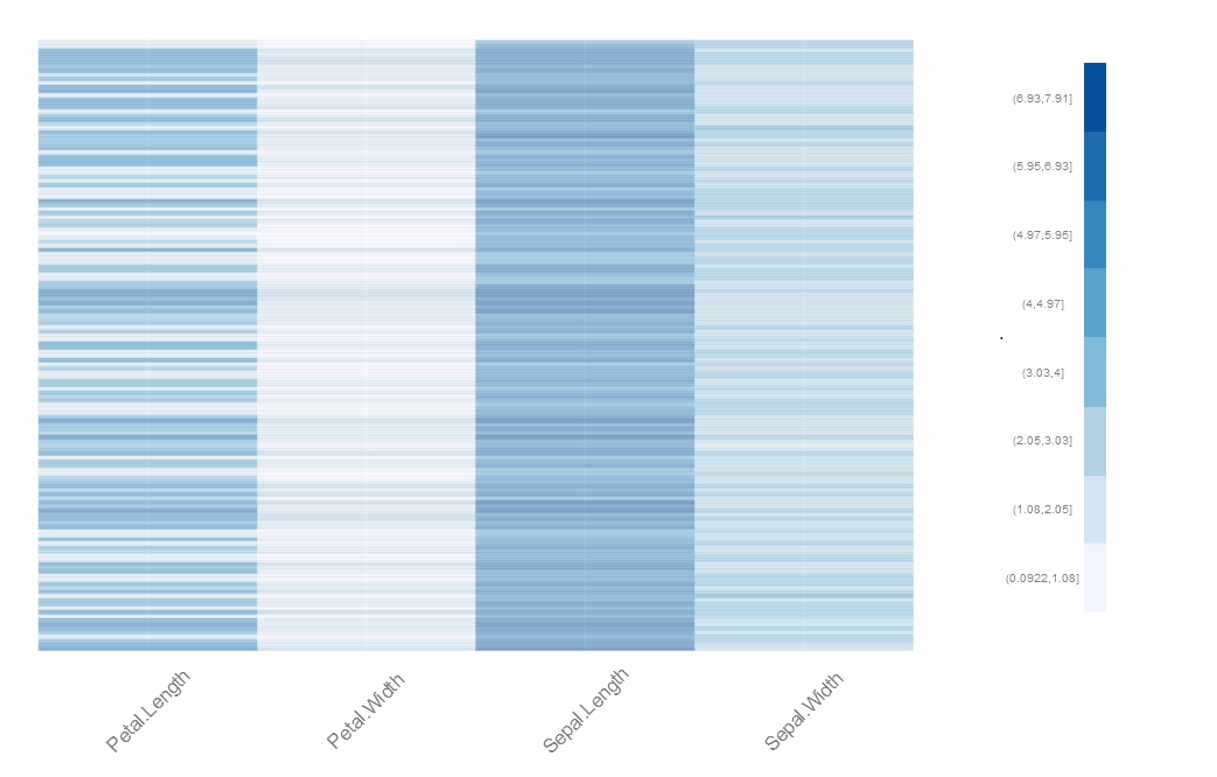 (6.93,7.91]
(5.95,6.93]
(4.97,5.95]
(4,4.97]
(3.03,4]
(2.05,3.03]
(1.08,2.05]
(0.0922,1.08]
Petal.Length
Petal.Width
Sepal.Length
Sepal.Width